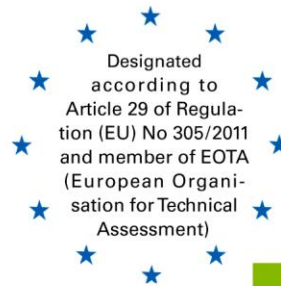 Designated
according to
Article 29 of Regula-
tion (EU) No 305/2011
and member of EOTA
(European Organi-
sation for Technical
Assessment)